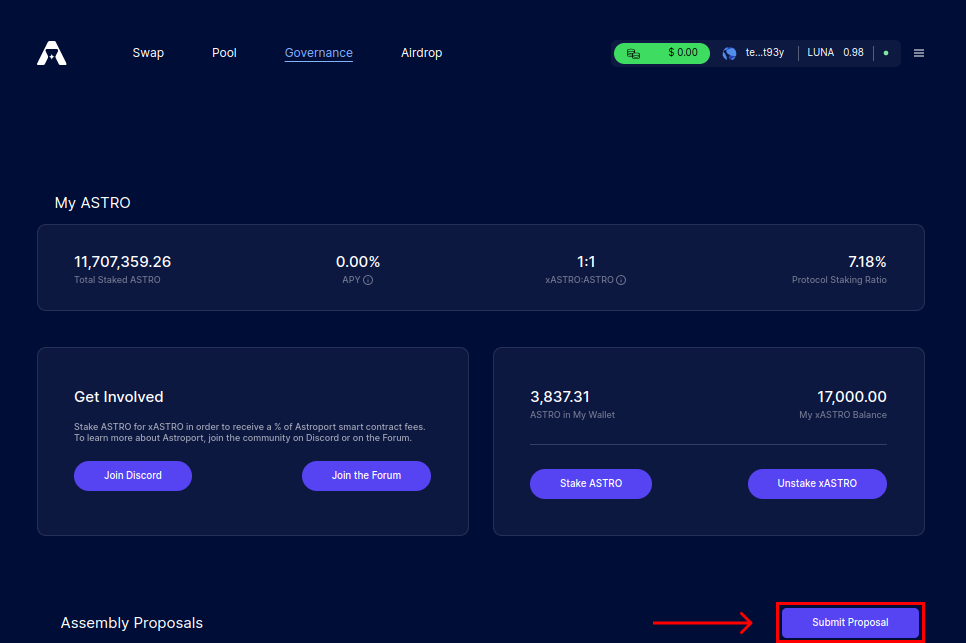 Swap Pool Governance Airdrop $ 0.00 te...t93y LUNA 0.98
My ASTRO
11,707,359.26 0.00% 1:1 7.18%
Total Staked ASTRO APY xASTRO:ASTRO Protocol Staking Ratio
Get Involved
Stake ASTRO for xASTRO in order to receive a % of Astroport smart contract fees.
To learn more about Astroport, join the community on Discord or on the Forum.
Join Discord Join the Forum
3,837.31 17,000.00
ASTRO in My Wallet My xASTRO Balance
Stake ASTRO Unstake xASTRO
Assembly Proposals Submit Proposal